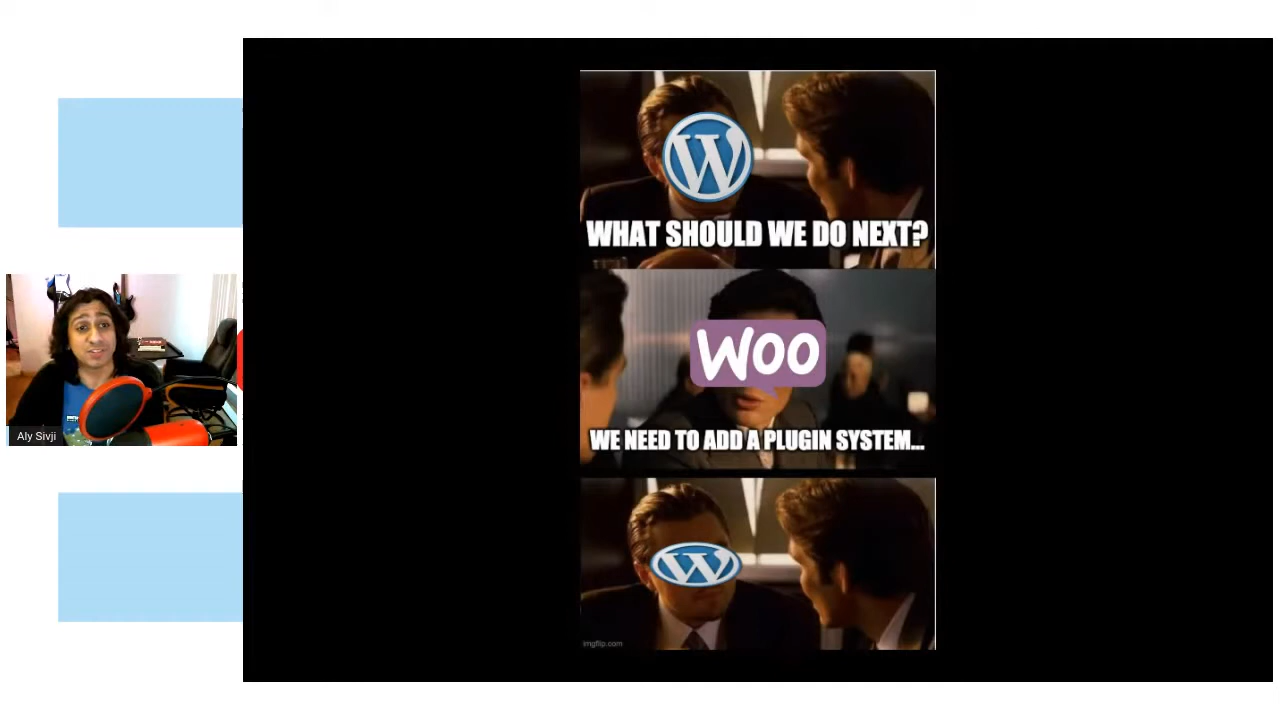 W
WHAT SHOULD WE DO NEXT?
WOO
WE NEED TO ADD A PLUGIN SYSTEM...
W
imgflip.com
Aly Sivji